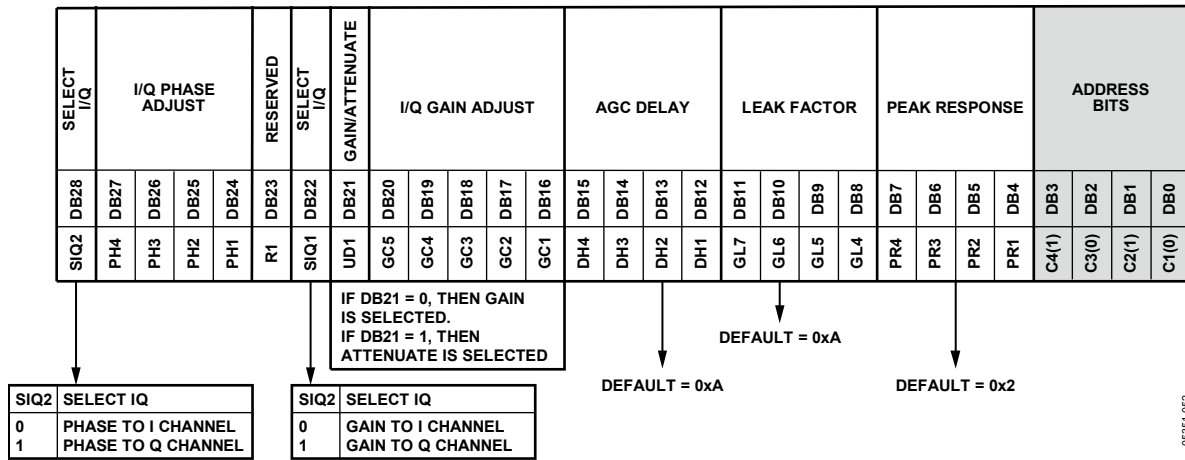 SELECT I/Q
I/Q PHASE
ADJUST
RESERVED
SELECT I/Q
GAIN/ATTENUATE
I/Q GAIN ADJUST
AGC DELAY
LEAK FACTOR
PEAK RESPONSE
ADDRESS
BITS
DB28 DB27 DB26 DB25 DB24 DB23 DB22 DB21 DB20 DB19 DB18 DB17 DB16 DB15 DB14 DB13 DB12 DB11 DB10 DB9 DB8 DB7 DB6 DB5 DB4 DB3 DB2 DB1 DB0
SIQ2 PH4 PH3 PH2 PH1 R1 SIQ1 UD1 GC5 GC4 GC3 GC2 GC1 DH4 DH3 DH2 DH1 GL7 GL6 GL5 GL4 PR4 PR3 PR2 PR1 C4(1) C3(0) C2(1) C1(0)
IF DB21 = 0, THEN GAIN
IS SELECTED.
IF DB21 = 1, THEN
ATTENUATE IS SELECTED
DEFAULT = 0xA
DEFAULT = 0xA
DEFAULT = 0x2
SIQ2 SELECT IQ
0 PHASE TO I CHANNEL
1 PHASE TO Q CHANNEL
SIQ2 SELECT IQ
0 GAIN TO I CHANNEL
1 GAIN TO Q CHANNEL